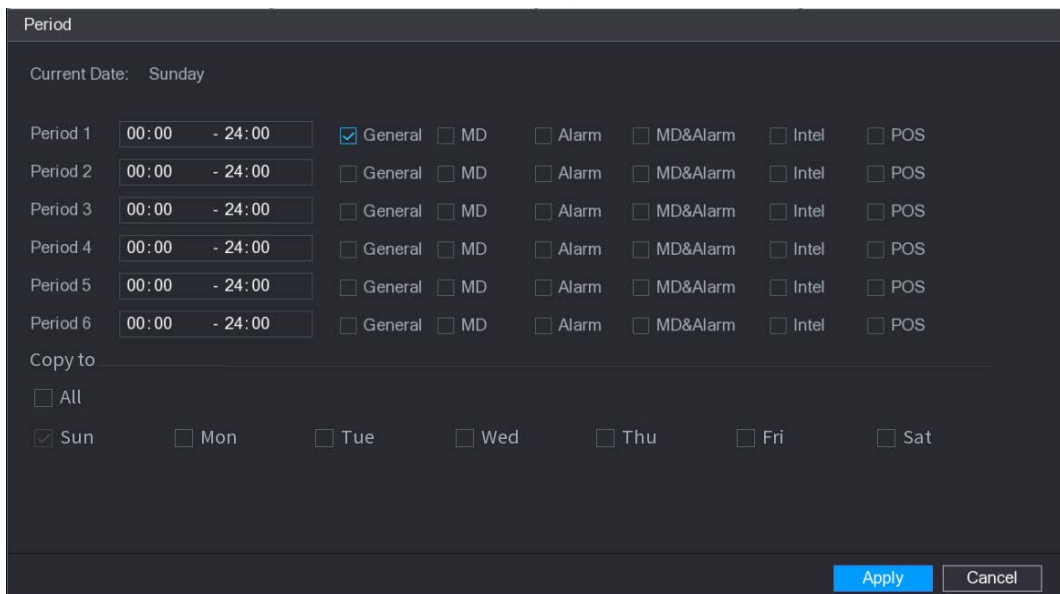 Period
Current Date: Sunday
Period 1 00:00 - 24:00 General MD Alarm MD&Alarm Intel POS
Period 2 00:00 - 24:00 General MD Alarm MD&Alarm Intel POS
Period 3 00:00 - 24:00 General MD Alarm MD&Alarm Intel POS
Period 4 00:00 - 24:00 General MD Alarm MD&Alarm Intel POS
Period 5 00:00 - 24:00 General MD Alarm MD&Alarm Intel POS
Period 6 00:00 - 24:00 General MD Alarm MD&Alarm Intel POS
Copy to
All
Sun Mon Tue Wed Thu Fri Sat
Apply Cancel